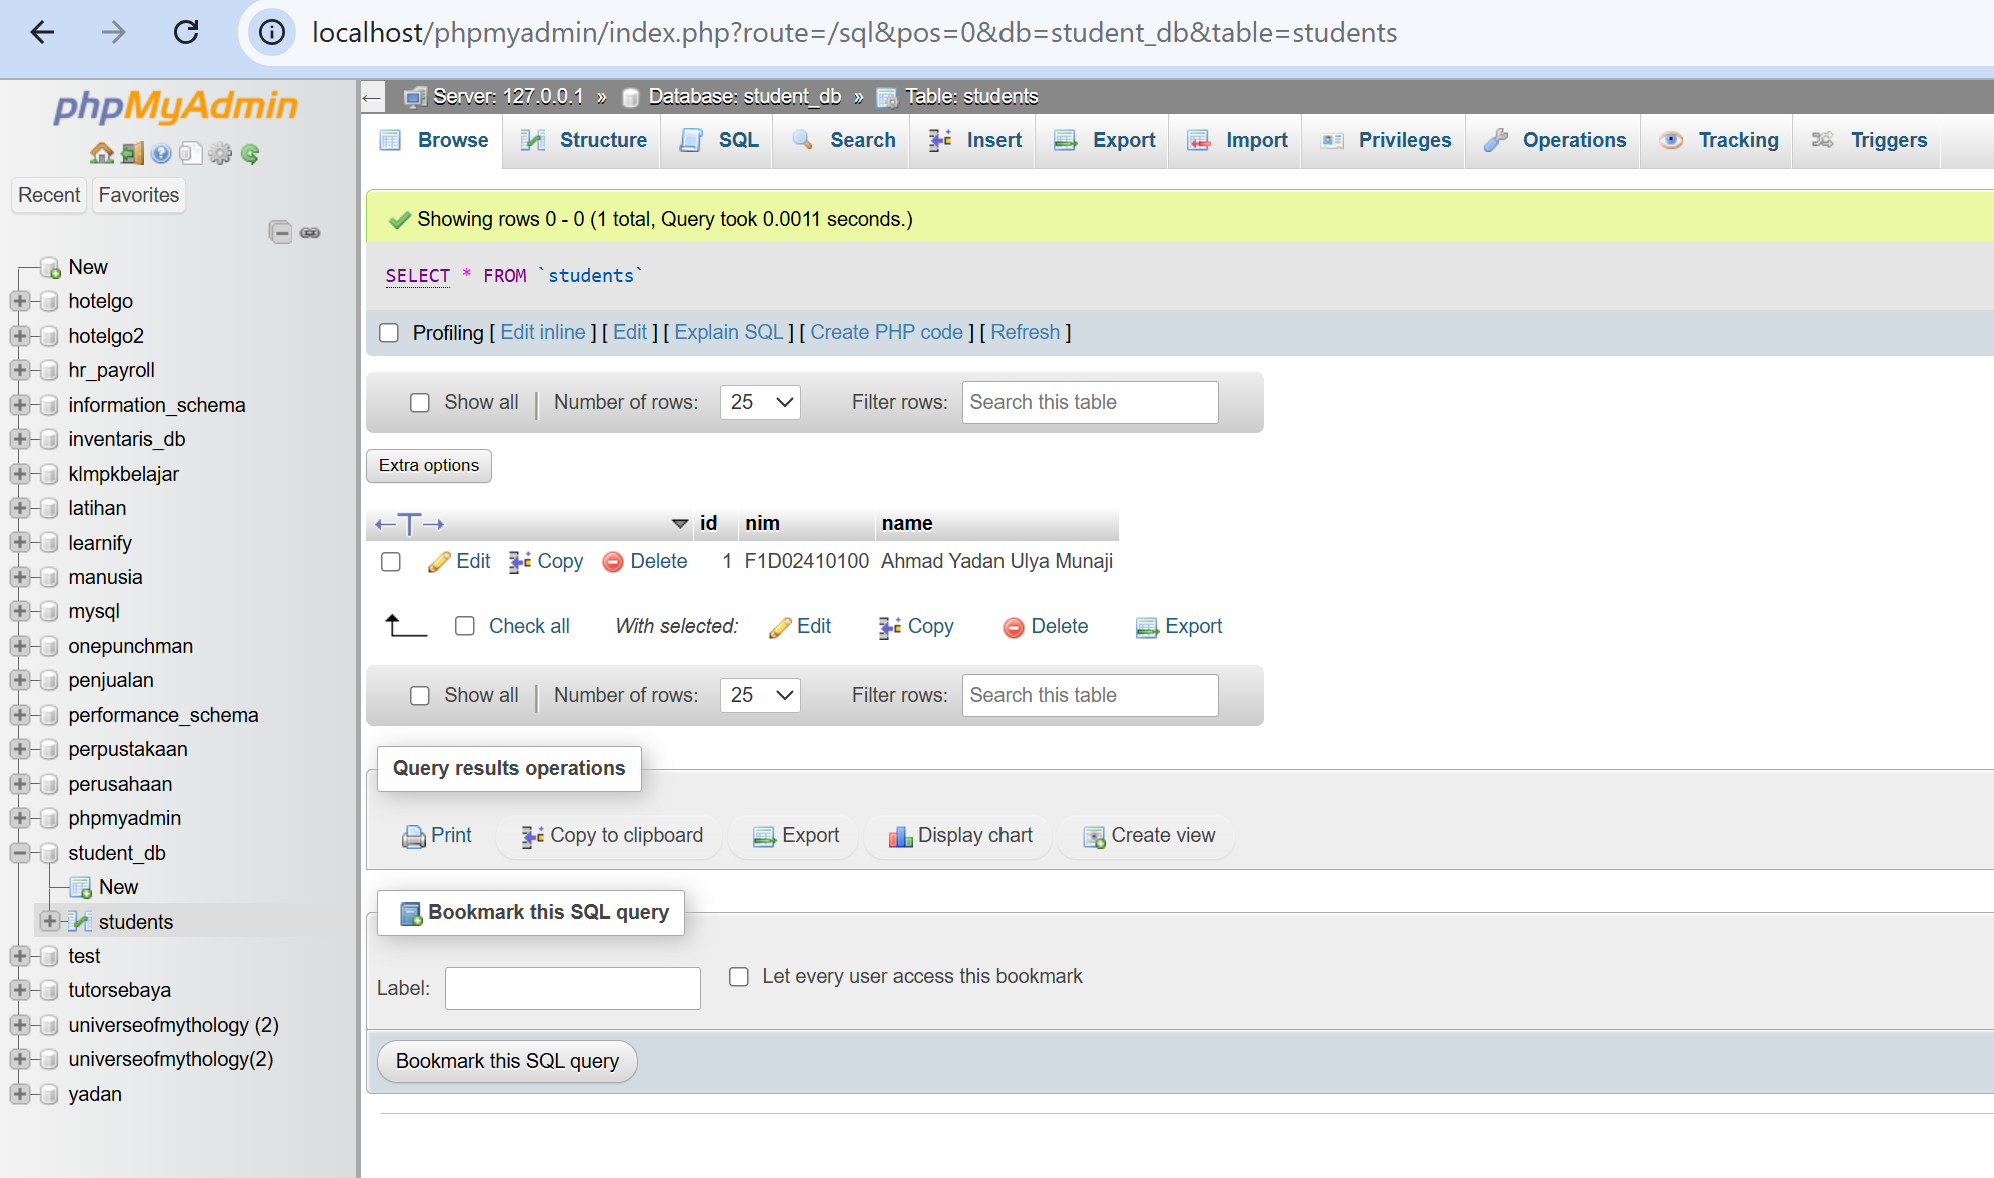 localhost/phpmyadmin/index.php?route=/sql&pos=0&db=student_db&table=students
phpMyAdmin
Recent Favorites
New
hotelgo
hotelgo2
hr_payroll
information_schema
inventaris_db
klmpkbelajar
latihan
learnify
manusia
mysql
onepunchman
penjualan
performance_schema
perpustakaan
perusahaan
phpmyadmin
student_db
New
students
test
tutorsebaya
universeofmythology (2)
universeofmythology(2)
yadan
Server: 127.0.0.1 » Database: student_db » Table: students
Browse Structure SQL Search Insert Export Import Privileges Operations Tracking Triggers
Showing rows 0 - 0 (1 total, Query took 0.0011 seconds.)
SELECT * FROM `students`
Profiling [ Edit inline ] [ Edit ] [ Explain SQL ] [ Create PHP code ] [ Refresh ]
Show all | Number of rows: 25 Filter rows: Search this table
Extra options
←T→ id nim name
Edit Copy Delete 1 F1D02410100 Ahmad Yadan Ulya Munaji
Check all With selected: Edit Copy Delete Export
Show all | Number of rows: 25 Filter rows: Search this table
Query results operations
Print Copy to clipboard Export Display chart Create view
Bookmark this SQL query
Label: Let every user access this bookmark
Bookmark this SQL query